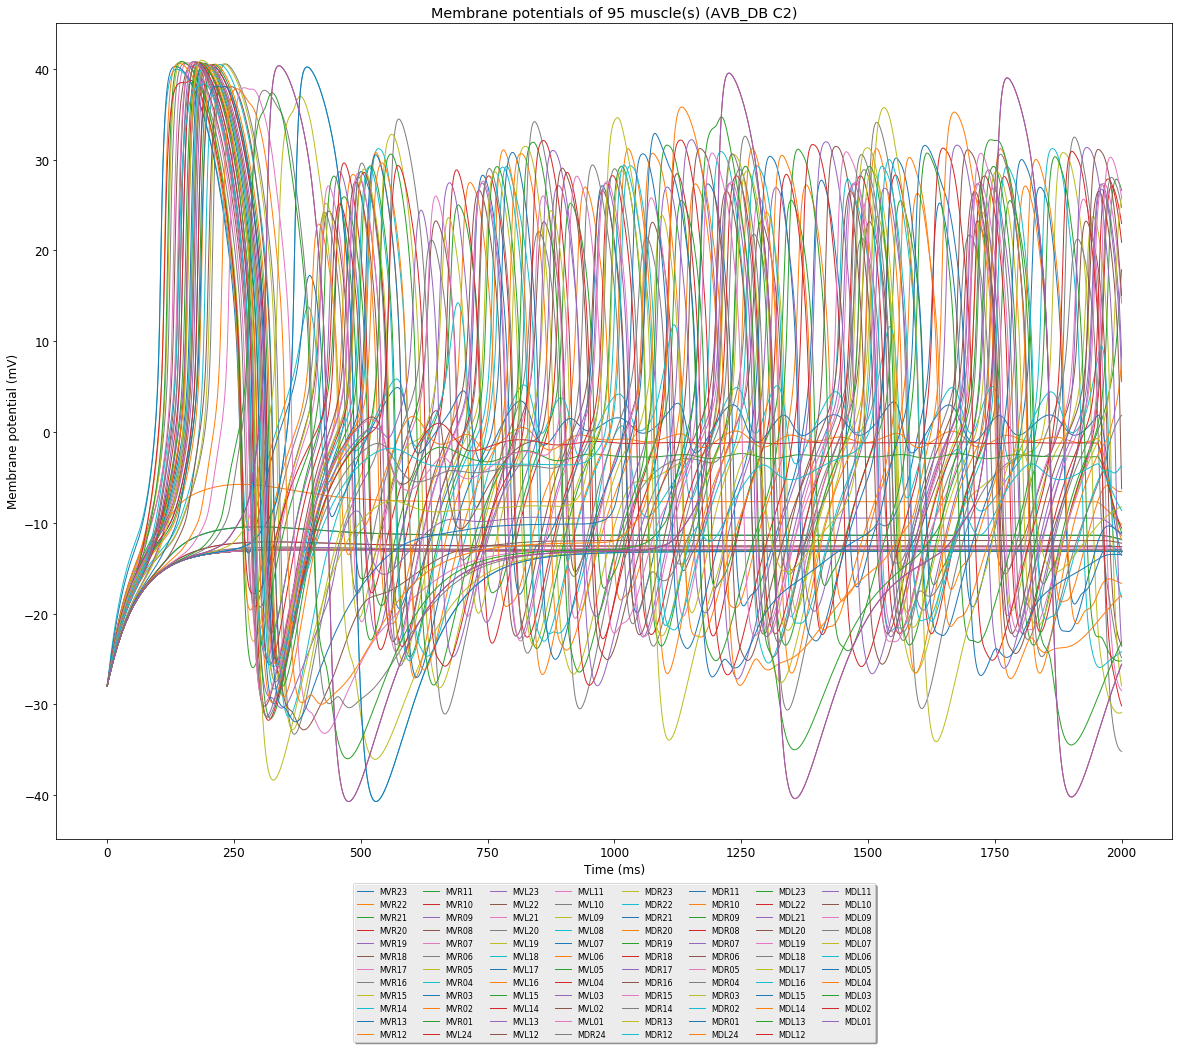 Membrane potentials of 95 muscle(s) (AVB_DB C2)
Membrane potential (mV)
40
30
20
10
0
−10
−20
−30
−40
0 250 500 750 1000 1250 1500 1750 2000
Time (ms)
MVR23 MVR11 MVL23 MVL11 MDR23 MDR11 MDL23 MDL11
MVR22 MVR10 MVL22 MVL10 MDR22 MDR10 MDL22 MDL10
MVR21 MVR09 MVL21 MVL09 MDR21 MDR09 MDL21 MDL09
MVR20 MVR08 MVL20 MVL08 MDR20 MDR08 MDL20 MDL08
MVR19 MVR07 MVL19 MVL07 MDR19 MDR07 MDL19 MDL07
MVR18 MVR06 MVL18 MVL06 MDR18 MDR06 MDL18 MDL06
MVR17 MVR05 MVL17 MVL05 MDR17 MDR05 MDL17 MDL05
MVR16 MVR04 MVL16 MVL04 MDR16 MDR04 MDL16 MDL04
MVR15 MVR03 MVL15 MVL03 MDR15 MDR03 MDL15 MDL03
MVR14 MVR02 MVL14 MVL02 MDR14 MDR02 MDL14 MDL02
MVR13 MVR01 MVL13 MVL01 MDR13 MDR01 MDL13 MDL01
MVR12 MVL24 MVL12 MDR24 MDR12 MDL24 MDL12